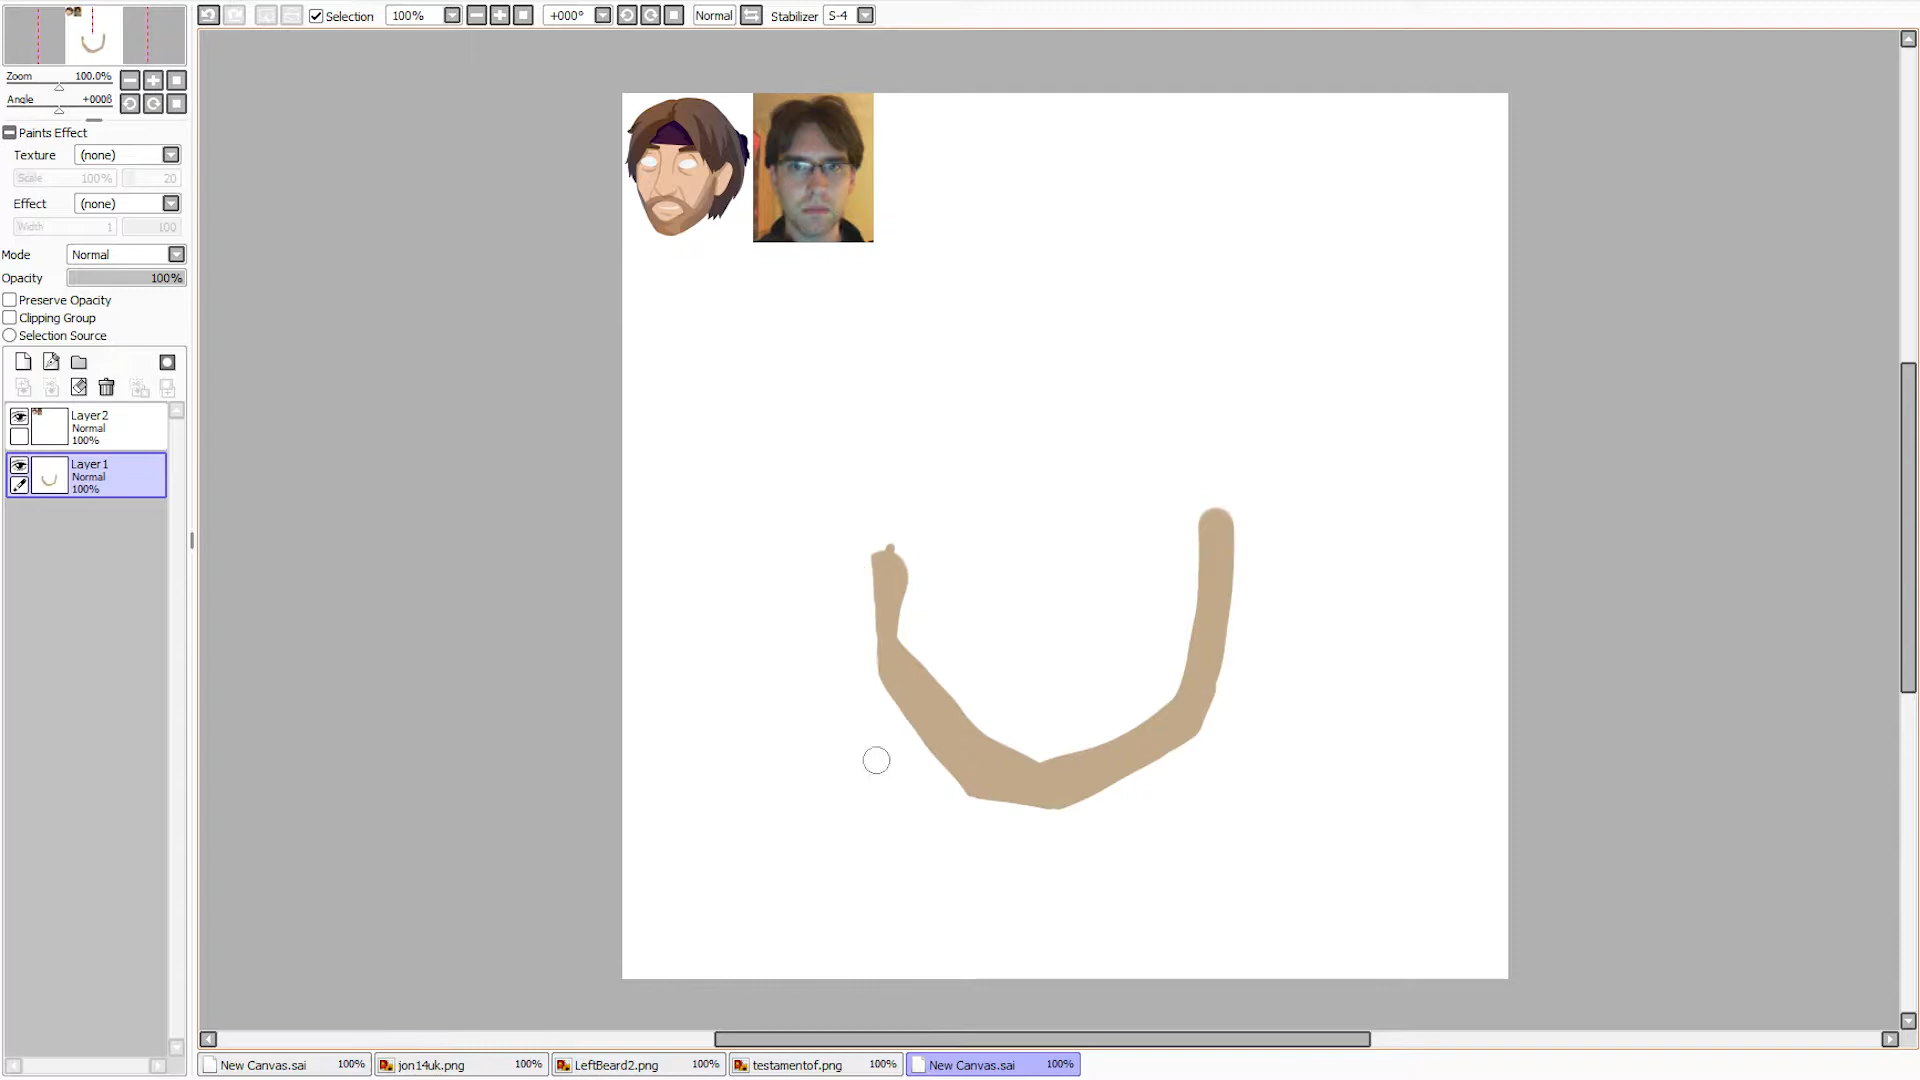 Selection 100% +000° Normal Stabilizer S-4
Zoom 100.0%
Angle +000ß
Paints Effect
Texture (none)
Scale 100% 20
Effect (none)
Width 1 100
Mode Normal
Opacity 100%
Preserve Opacity
Clipping Group
Selection Source
Layer2
Normal
100%
Layer1
Normal
100%
New Canvas.sai 100% jon14uk.png 100% LeftBeard2.png 100% testamentof.png 100% New Canvas.sai 100%